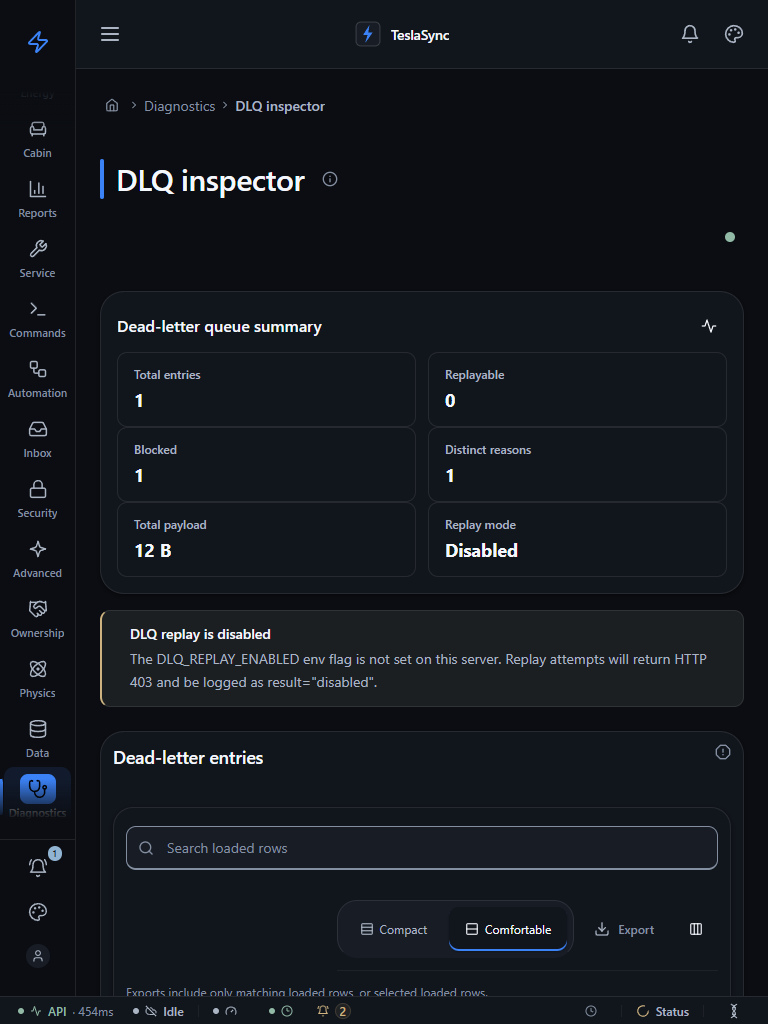 TeslaSync
Diagnostics
DLQ inspector
DLQ inspector
Energy
Cabin
Reports
Service
Commands
Automation
Inbox
Security
Advanced
Ownership
Physics
Data
Diagnostics
1
Dead-letter queue summary
Total entries
1
Replayable
0
Blocked
1
Distinct reasons
1
Total payload
12 B
Replay mode
Disabled
DLQ replay is disabled
The DLQ_REPLAY_ENABLED env flag is not set on this server. Replay attempts will return HTTP
403 and be logged as result="disabled".
Dead-letter entries
Search loaded rows
Compact
Comfortable
Export
Exports include only matching loaded rows, or selected loaded rows.
API · 454ms
Idle
2
Status